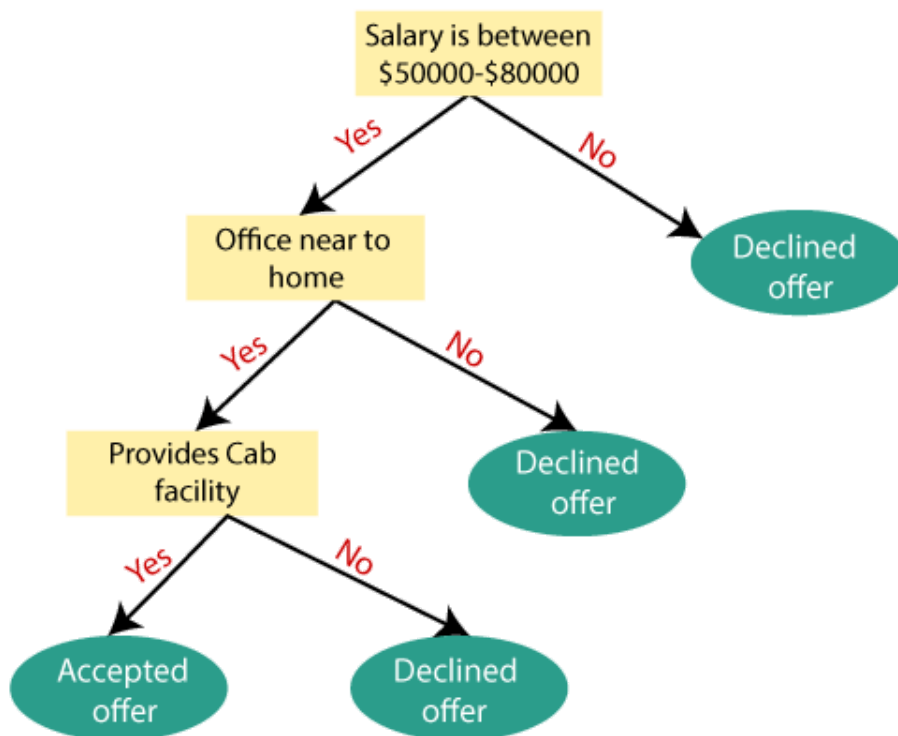 Salary is between
$50000-$80000
Yes
No
Office near to
home
Declined
offer
Yes
No
Provides Cab
facility
Declined
offer
Yes
No
Accepted
offer
Declined
offer